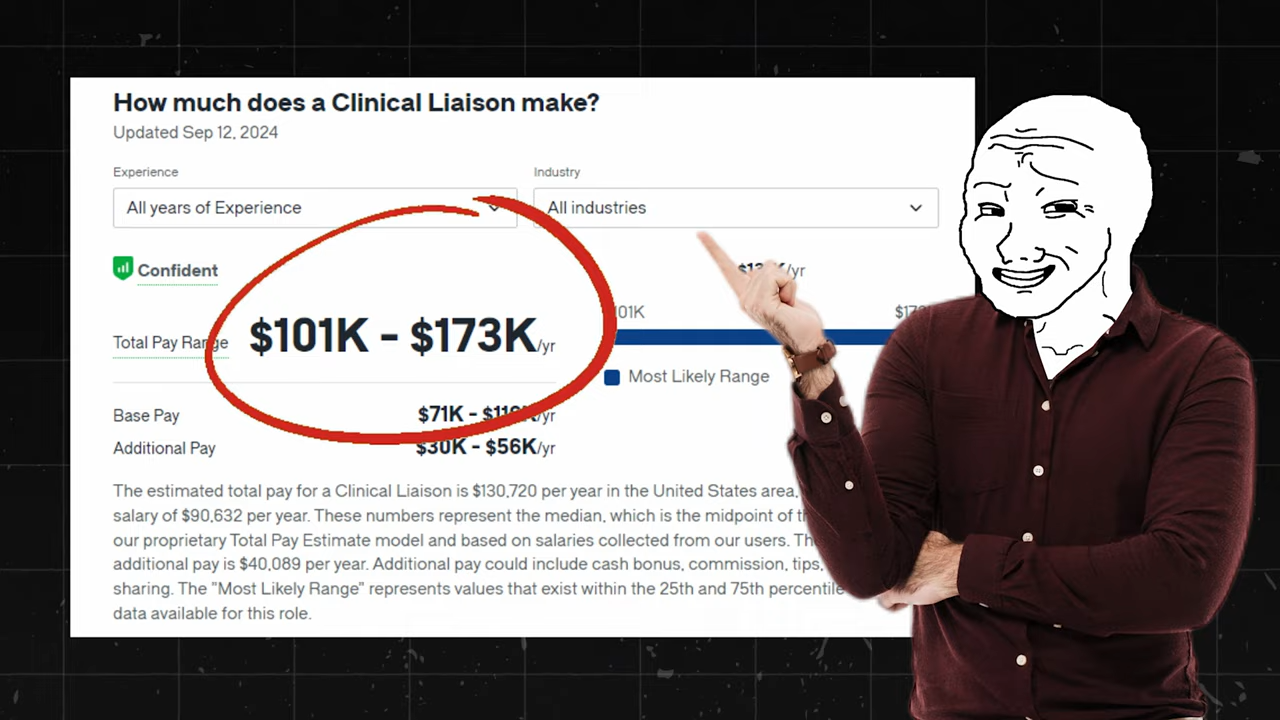 How much does a Clinical Liaison make?
Updated Sep 12, 2024
Experience
Industry
All years of Experience
All industries
Confident
/yr
Total Pay Range
$101K - $173K/yr
Most Likely Range
Base Pay
$71K - /yr
Additional Pay
$30K - $56K/yr
The estimated total pay for a Clinical Liaison is $130,720 per year in the United States area,
salary of $90,632 per year. These numbers represent the median, which is the midpoint of
our proprietary Total Pay Estimate model and based on salaries collected from our users.
additional pay is $40,089 per year. Additional pay could include cash bonus, commission, tips,
sharing. The "Most Likely Range" represents values that exist within the 25th and 75th percentile
data available for this role.